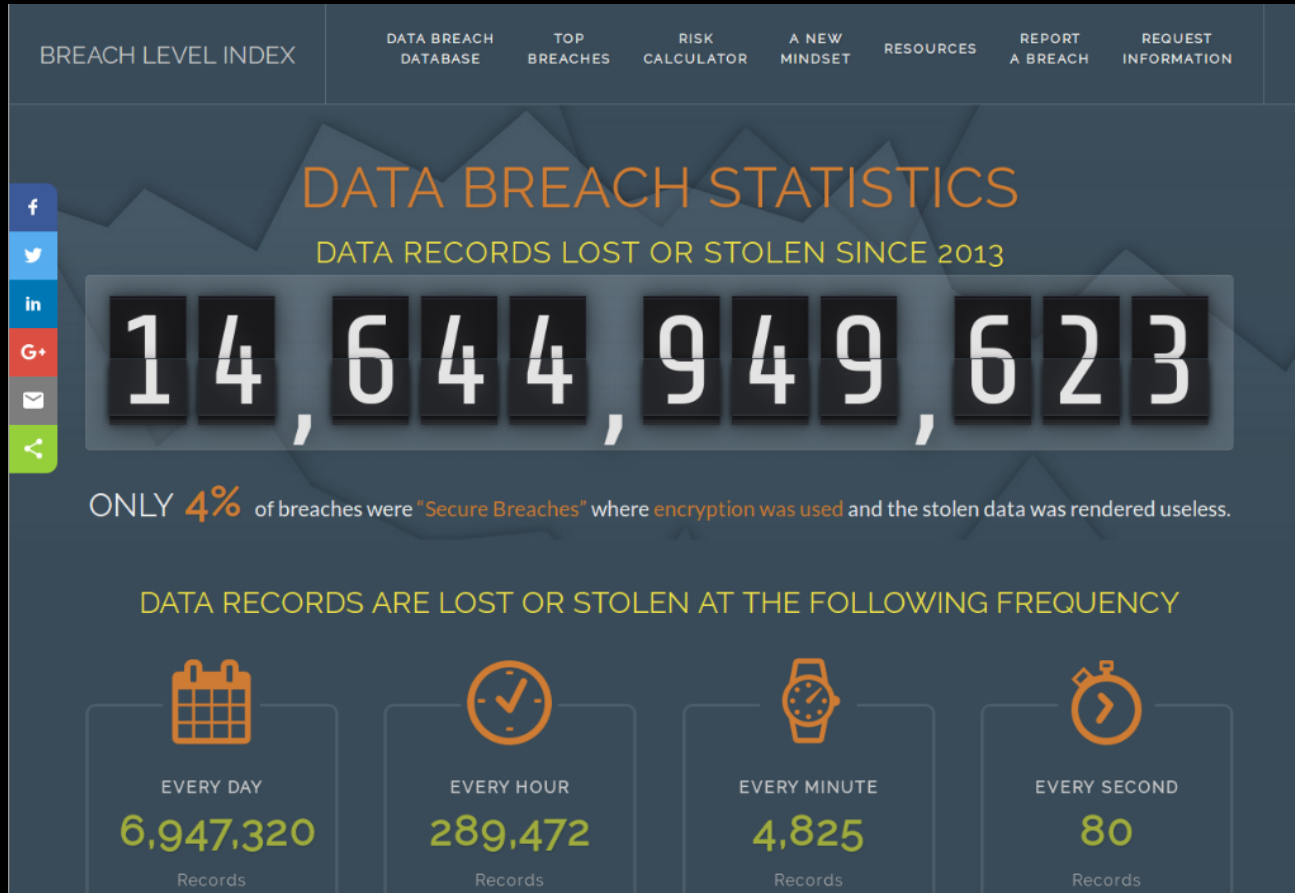 BREACH LEVEL INDEX
DATA BREACH
DATABASE
TOP
BREACHES
RISK
CALCULATOR
A NEW
MINDSET
RESOURCES
REPORT
A BREACH
REQUEST
INFORMATION
DATA BREACH STATISTICS
DATA RECORDS LOST OR STOLEN SINCE 2013
14,644,949,623
ONLY 4% of breaches were “Secure Breaches” where encryption was used and the stolen data was rendered useless.
DATA RECORDS ARE LOST OR STOLEN AT THE FOLLOWING FREQUENCY
EVERY DAY
6,947,320
Records
EVERY HOUR
289,472
Records
EVERY MINUTE
4,825
Records
EVERY SECOND
80
Records
f
in
G+